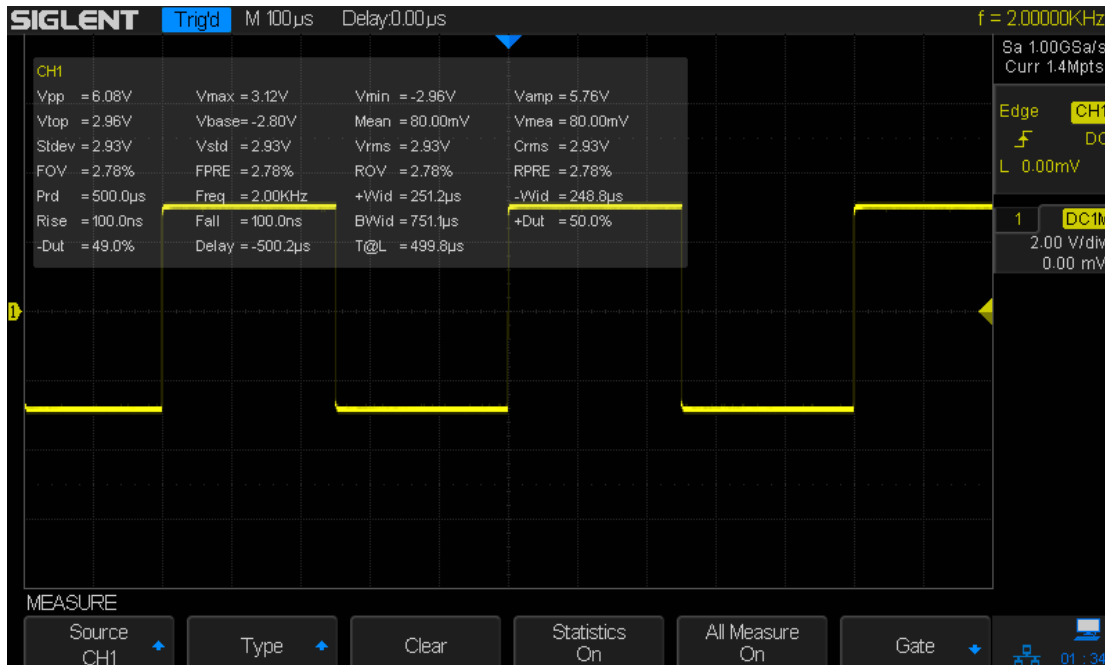 SIGLENT Trig'd M 100µs Delay:0.00µs f = 2.00000KHz
Sa 1.00GSa/s
Curr 1.4Mpts
CH1
Vpp =6.08V Vmax =3.12V Vmin =-2.96V Vamp =5.76V
Vtop =2.96V Vbase=-2.80V Mean =80.00mV Vmea =80.00mV
Stdev =2.93V Vstd =2.93V Vrms =2.93V Crms =2.93V
FOV =2.78% FPRE =2.78% ROV =2.78% RPRE =2.78%
Prd =500.0µs Freq =2.00KHz +Wid =251.2µs -Wid =248.8µs
Rise =100.0ns Fall =100.0ns BWid =751.1µs +Dut =50.0%
-Dut =49.0% Delay =-500.2µs T@L =499.8µs
Edge CH1
DC
L 0.00mV
1 DC1M
2.00 V/div
0.00 mV
1
MEASURE
Source
CH1
Type
Clear
Statistics
On
All Measure
On
Gate
01:34